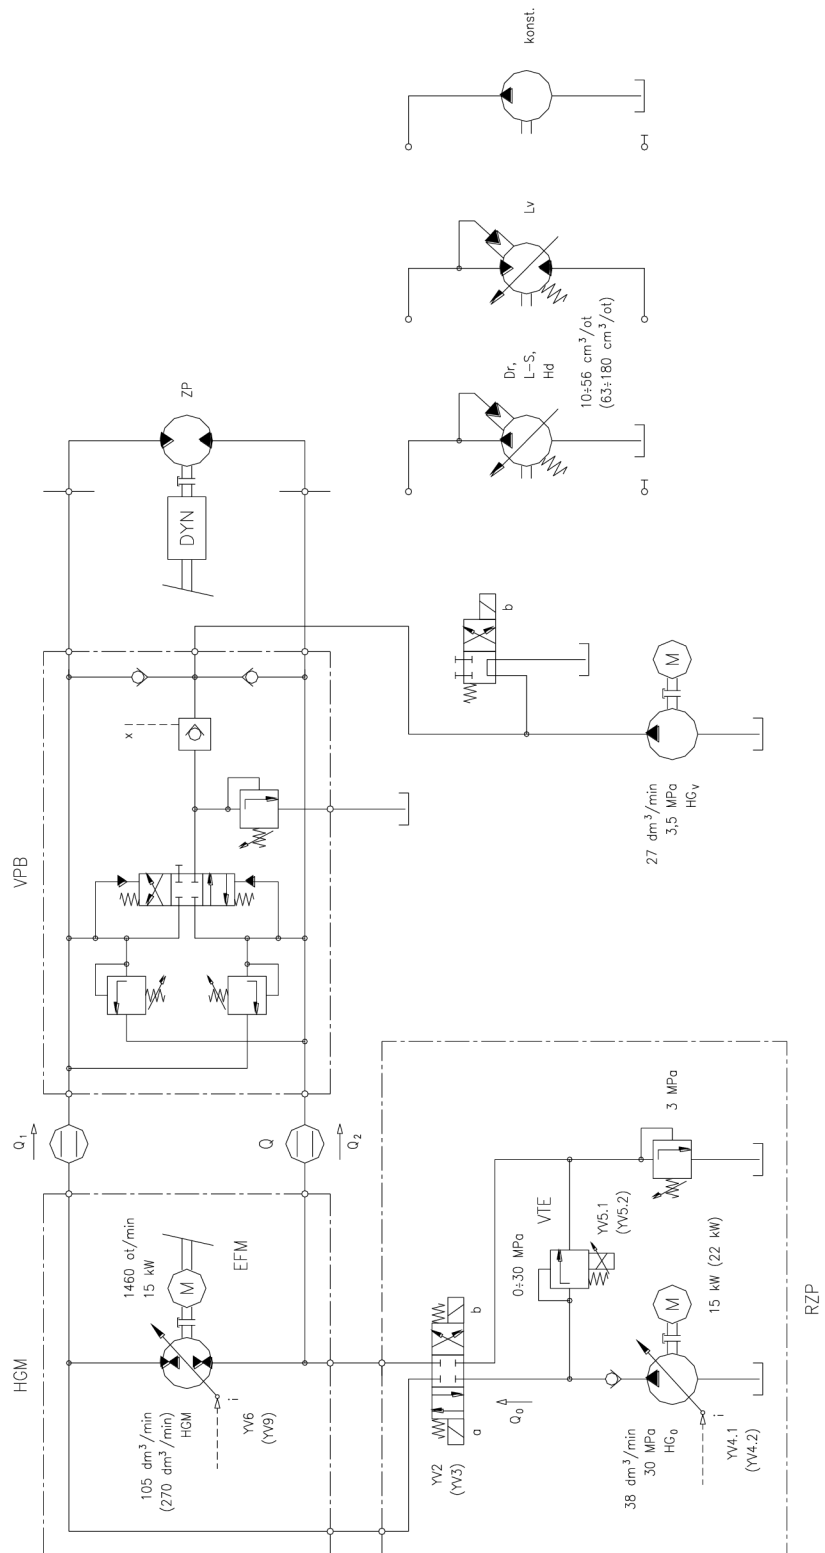 konst.
Lv
Dr,
L-S,
Hd
10÷56 cm³/ot
(63÷180 cm³/ot)
ZP
DYN
b
M
27 dm³/min
3,5 MPa
HGv
VPB
x
Q₁
Q
Q₂
HGM
1460 ot/min
15 kW
M
EFM
105 dm³/min
(270 dm³/min)
HGM
i
YV6
(YV9)
3 MPa
VTE
0÷30 MPa
YV5.1
(YV5.2)
b
a
YV2
(YV3)
Q₀
M
15 kW (22 kW)
RZP
38 dm³/min
30 MPa
HG₀
i
YV4.1
(YV4.2)